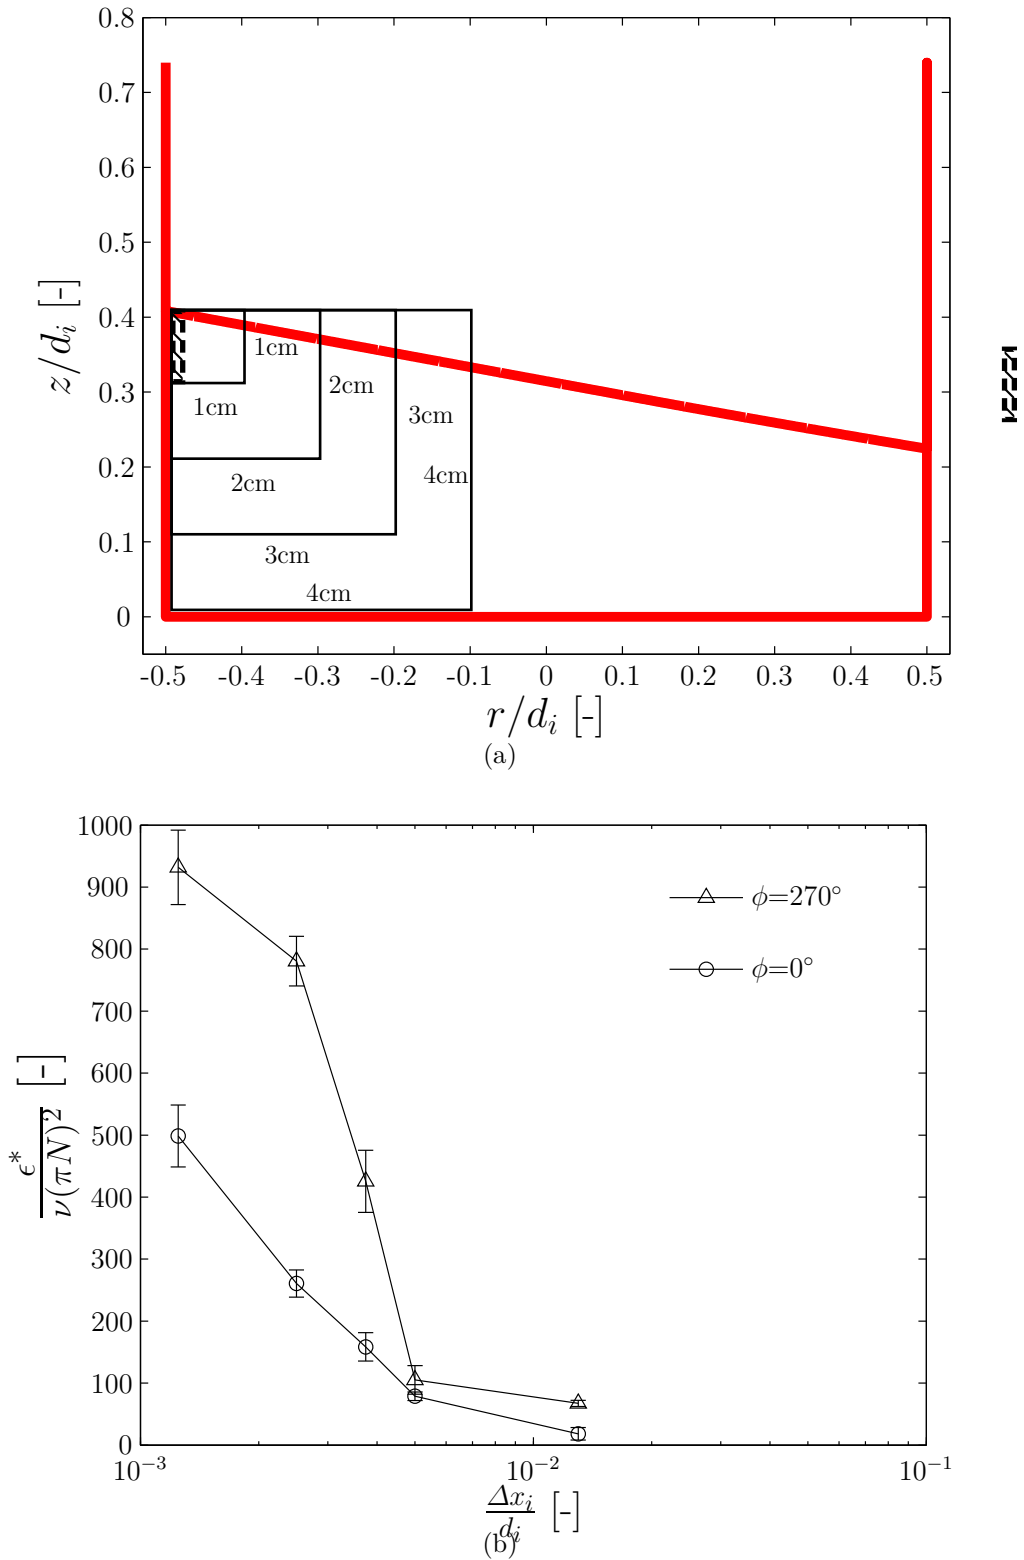 0.8
0.7
0.6
0.5
0.4
0.3
0.2
0.1
0
z/d_i [-]
1cm
1cm
2cm
2cm
3cm
3cm
4cm
4cm
-0.5 -0.4 -0.3 -0.2 -0.1 0 0.1 0.2 0.3 0.4 0.5
r/d_i [-]
(a)
1000
900
800
700
600
500
400
300
200
100
0
ϵ*/ν(πN)² [-]
ϕ=270°
ϕ=0°
10⁻³ 10⁻² 10⁻¹
Δx_i/d_i [-]
(b)